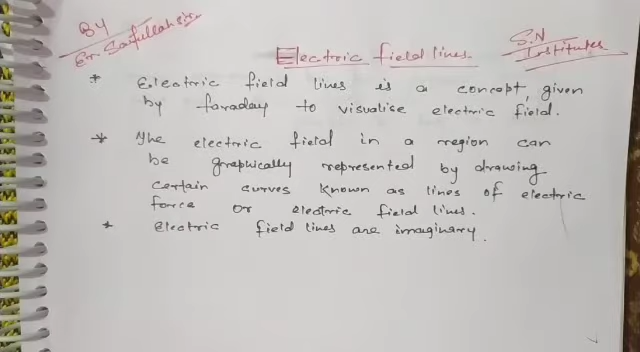 BY
Er Saifullah sir
S.N
Institutes
Electric field lines.
* Electric field lines is a concept, given
by faraday to visualise electric field.
* The electric field in a region can
be graphically represented by drawing
certain curves known as lines of electric
force or electric field lines.
* Electric field lines are imaginary.